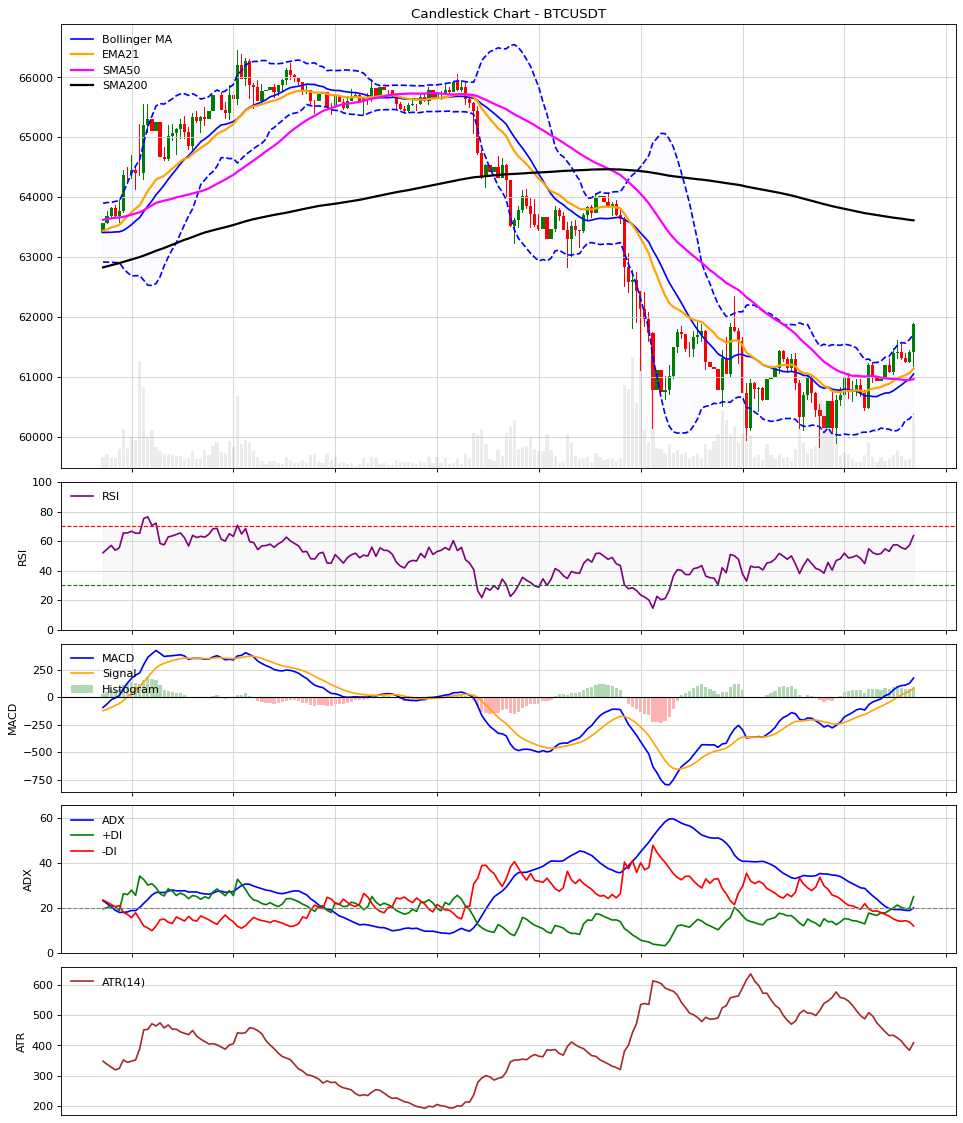 Candlestick Chart - BTCUSDT
Bollinger MA
EMA21
SMA50
SMA200
66000
65000
64000
63000
62000
61000
60000
RSI
RSI
100
80
60
40
20
0
MACD
Signal
Histogram
MACD
250
0
−250
−500
−750
ADX
+DI
-DI
ADX
60
40
20
0
ATR(14)
ATR
600
500
400
300
200